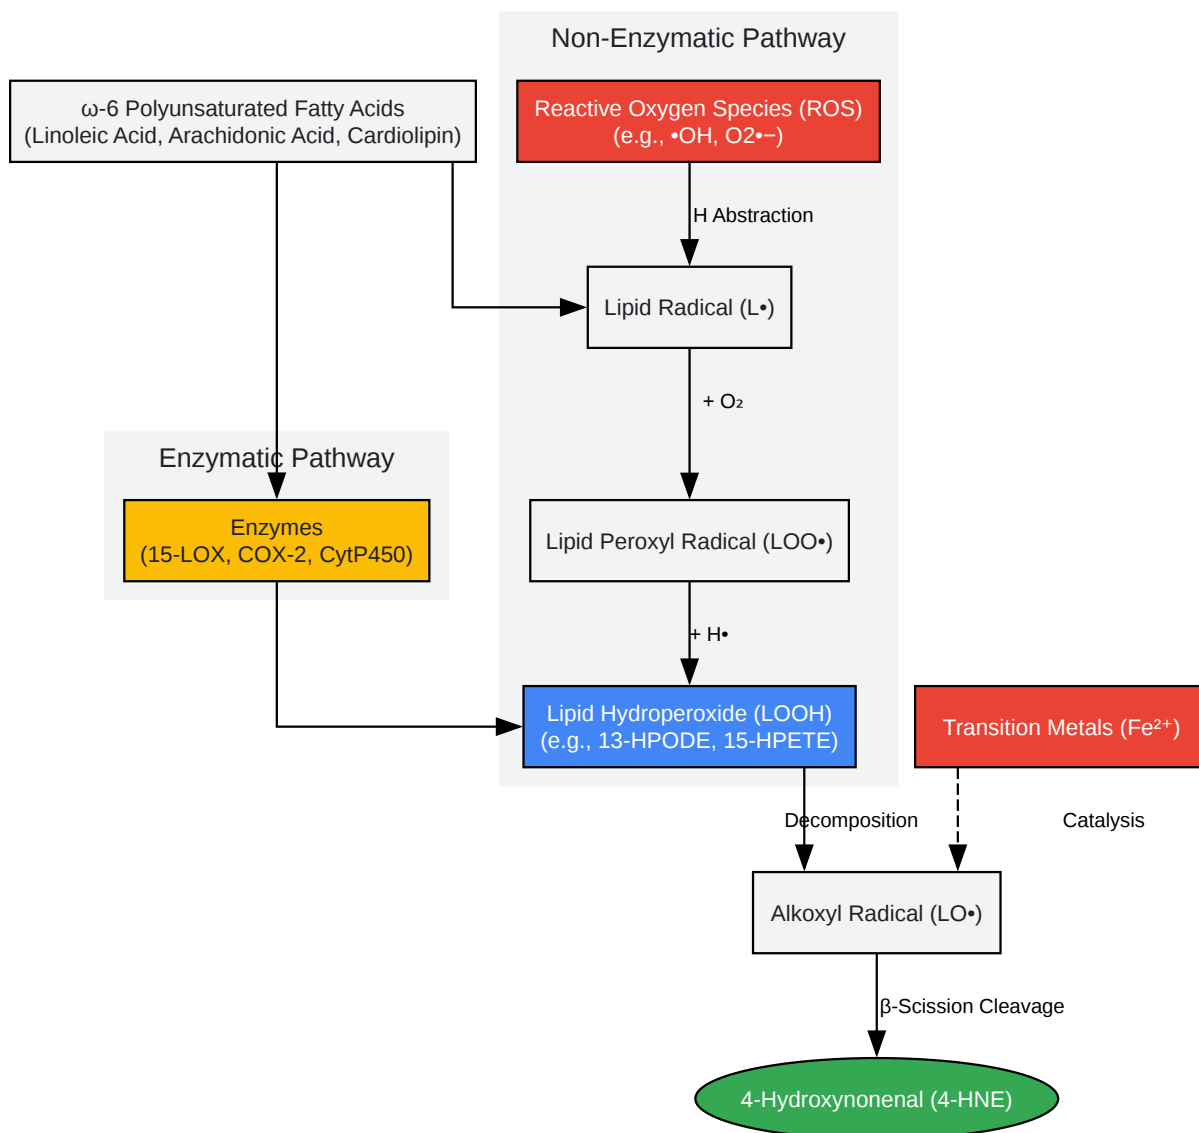 Non-Enzymatic Pathway
ω-6 Polyunsaturated Fatty Acids
(Linoleic Acid, Arachidonic Acid, Cardiolipin)
Reactive Oxygen Species (ROS)
(e.g., •OH, O2•−)
H Abstraction
Lipid Radical (L•)
+ O₂
Enzymatic Pathway
Enzymes
(15-LOX, COX-2, CytP450)
Lipid Peroxyl Radical (LOO•)
+ H•
Lipid Hydroperoxide (LOOH)
(e.g., 13-HPODE, 15-HPETE)
Transition Metals (Fe²⁺)
Decomposition
Catalysis
Alkoxyl Radical (LO•)
β-Scission Cleavage
4-Hydroxynonenal (4-HNE)